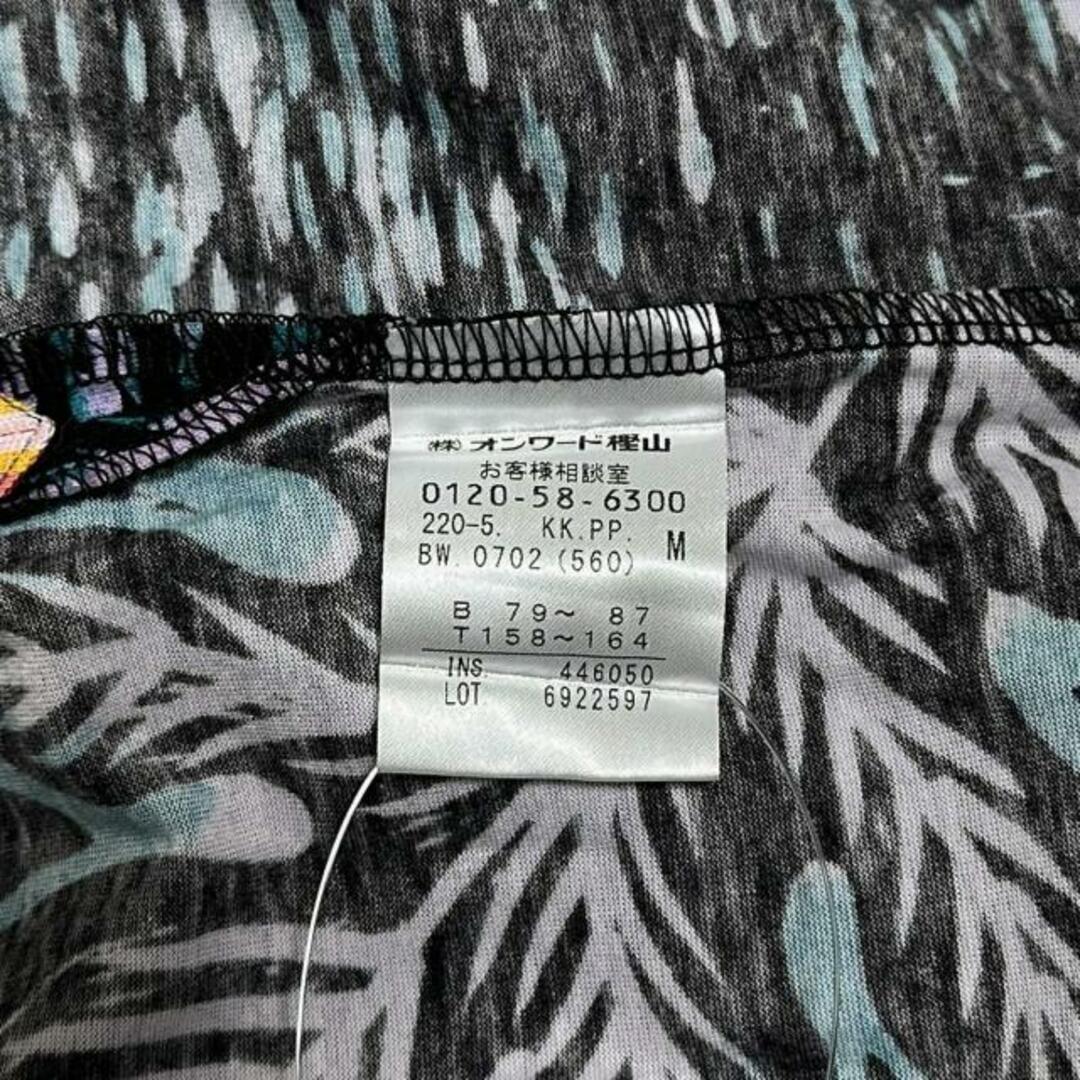 (株) オンワード樫山
お客様相談室
0120-58-6300
220-5. KK.PP. M
BW. 0702 (560)
B 79～ 87
T158～164
INS. 446050
LOT 6922597